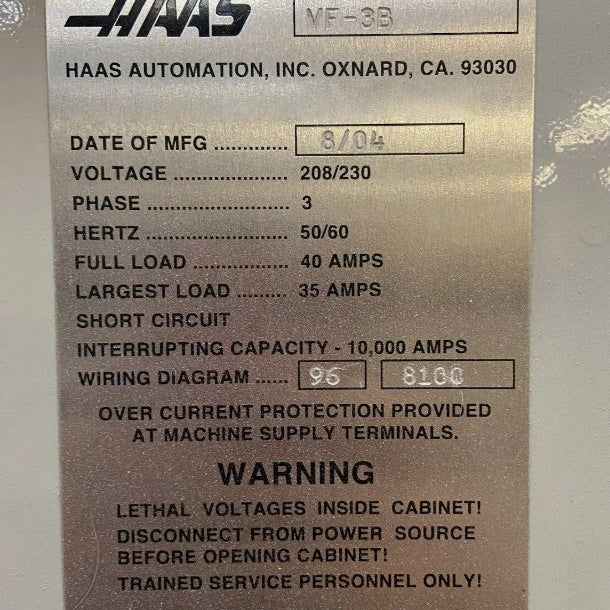 HAAS
VF-3B
HAAS AUTOMATION, INC. OXNARD, CA. 93030
DATE OF MFG ............. 8/04
VOLTAGE .................... 208/230
PHASE ......................... 3
HERTZ ......................... 50/60
FULL LOAD ................. 40 AMPS
LARGEST LOAD ......... 35 AMPS
SHORT CIRCUIT
INTERRUPTING CAPACITY - 10,000 AMPS
WIRING DIAGRAM ...... 96 8100
OVER CURRENT PROTECTION PROVIDED
AT MACHINE SUPPLY TERMINALS.
WARNING
LETHAL VOLTAGES INSIDE CABINET!
DISCONNECT FROM POWER SOURCE
BEFORE OPENING CABINET!
TRAINED SERVICE PERSONNEL ONLY!